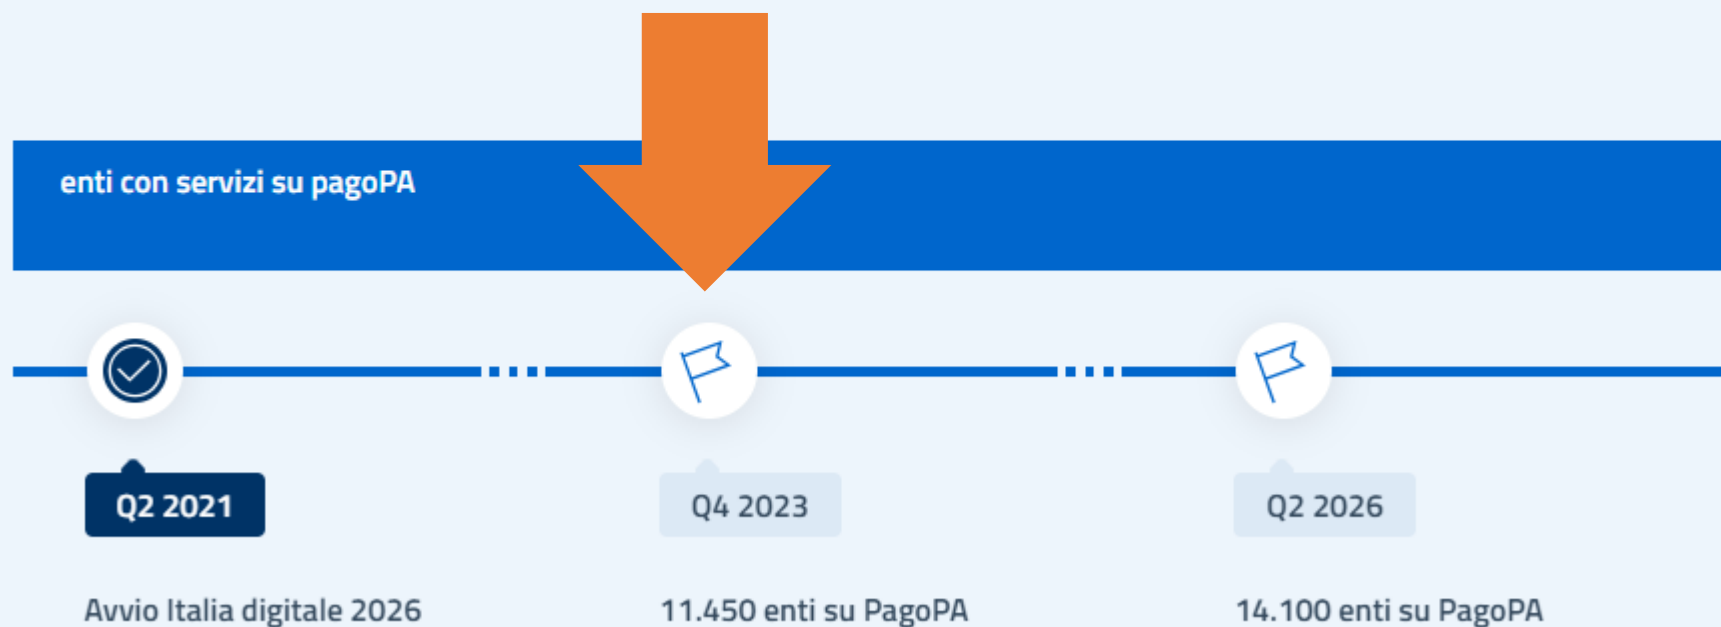 enti con servizi su pagoPA
Q2 2021
Q4 2023
Q2 2026
Avvio Italia digitale 2026
11.450 enti su PagoPA
14.100 enti su PagoPA